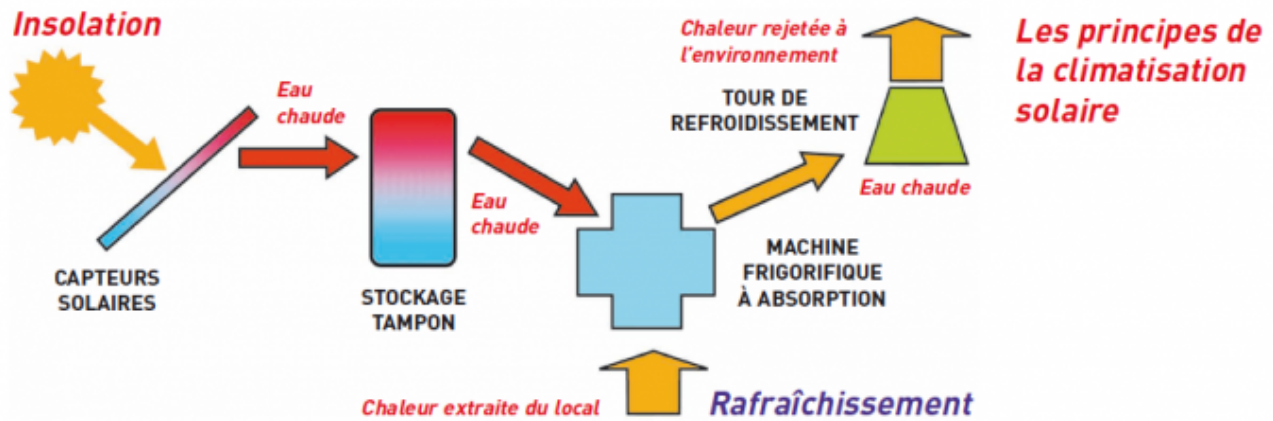 Insolation
Eau
chaude
CAPTEURS
SOLAIRES
STOCKAGE
TAMPON
Eau
chaude
Chaleur rejetée à
l'environnement
TOUR DE
REFROIDISSEMENT
Eau chaude
MACHINE
FRIGORIFIQUE
À ABSORPTION
Chaleur extraite du local
Rafraîchissement
Les principes de
la climatisation
solaire